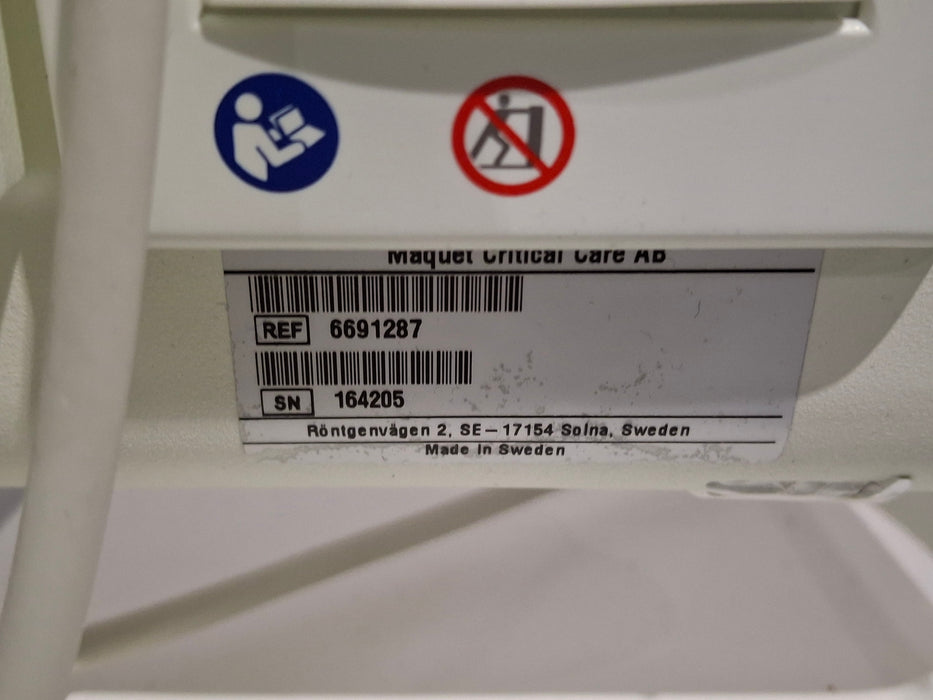 Maquet Critical Care AB
REF 6691287
SN 164205
Röntgenvägen 2, SE–17154 Solna, Sweden
Made in Sweden